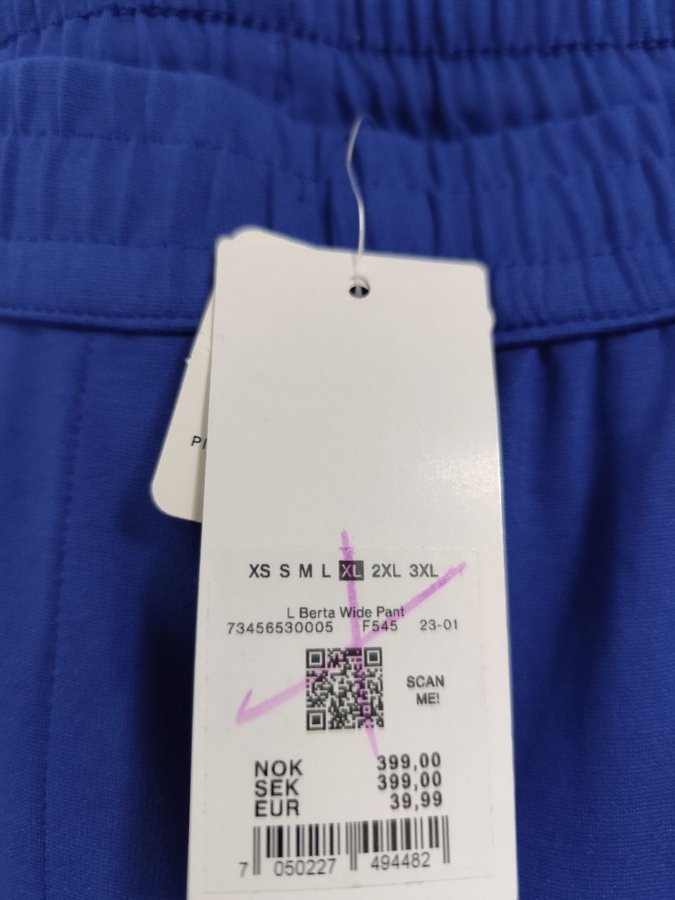 PI
XS S M L XL 2XL 3XL
L Berta Wide Pant
73456530005 F545 23-01
SCAN
ME!
NOK 399,00
SEK 399,00
EUR 39,99
7 050227 494482